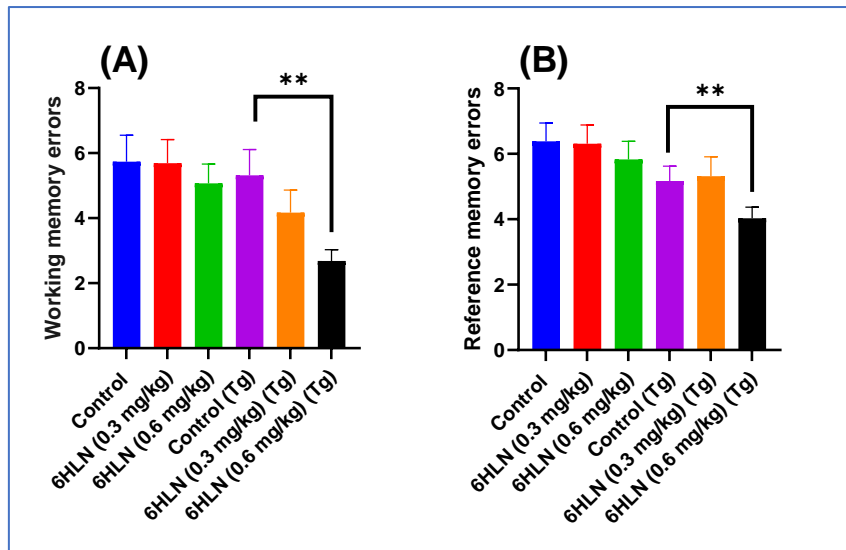 (A)
**
Working memory errors
8
6
4
2
0
Control
6HLN (0.3 mg/kg)
6HLN (0.6 mg/kg)
Control (Tg)
6HLN (0.3 mg/kg) (Tg)
6HLN (0.6 mg/kg) (Tg)
(B)
**
Reference memory errors
8
6
4
2
0
Control
6HLN (0.3 mg/kg)
6HLN (0.6 mg/kg)
Control (Tg)
6HLN (0.3 mg/kg) (Tg)
6HLN (0.6 mg/kg) (Tg)